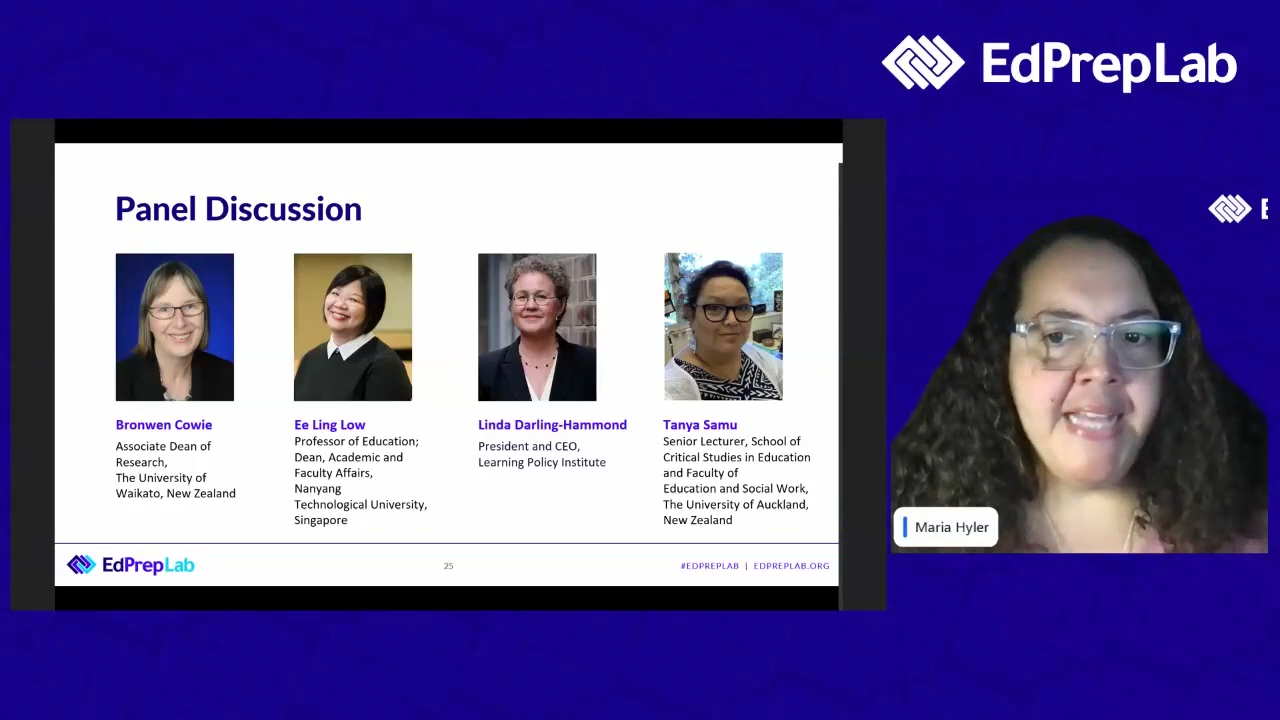 EdPrepLab
Panel Discussion
Bronwen Cowie
Associate Dean of
Research,
The University of
Waikato, New Zealand
Ee Ling Low
Professor of Education;
Dean, Academic and
Faculty Affairs,
Nanyang
Technological University,
Singapore
Linda Darling-Hammond
President and CEO,
Learning Policy Institute
Tanya Samu
Senior Lecturer, School of
Critical Studies in Education
and Faculty of
Education and Social Work,
The University of Auckland,
New Zealand
EdPrepLab
25
#EDPREPLAB | EDPREPLAB.ORG
E
Maria Hyler